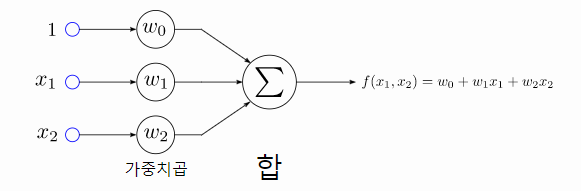 1 w₀
x₁ w₁ ∑ f(x₁, x₂) = w₀ + w₁x₁ + w₂x₂
x₂ w₂
가중치곱 합